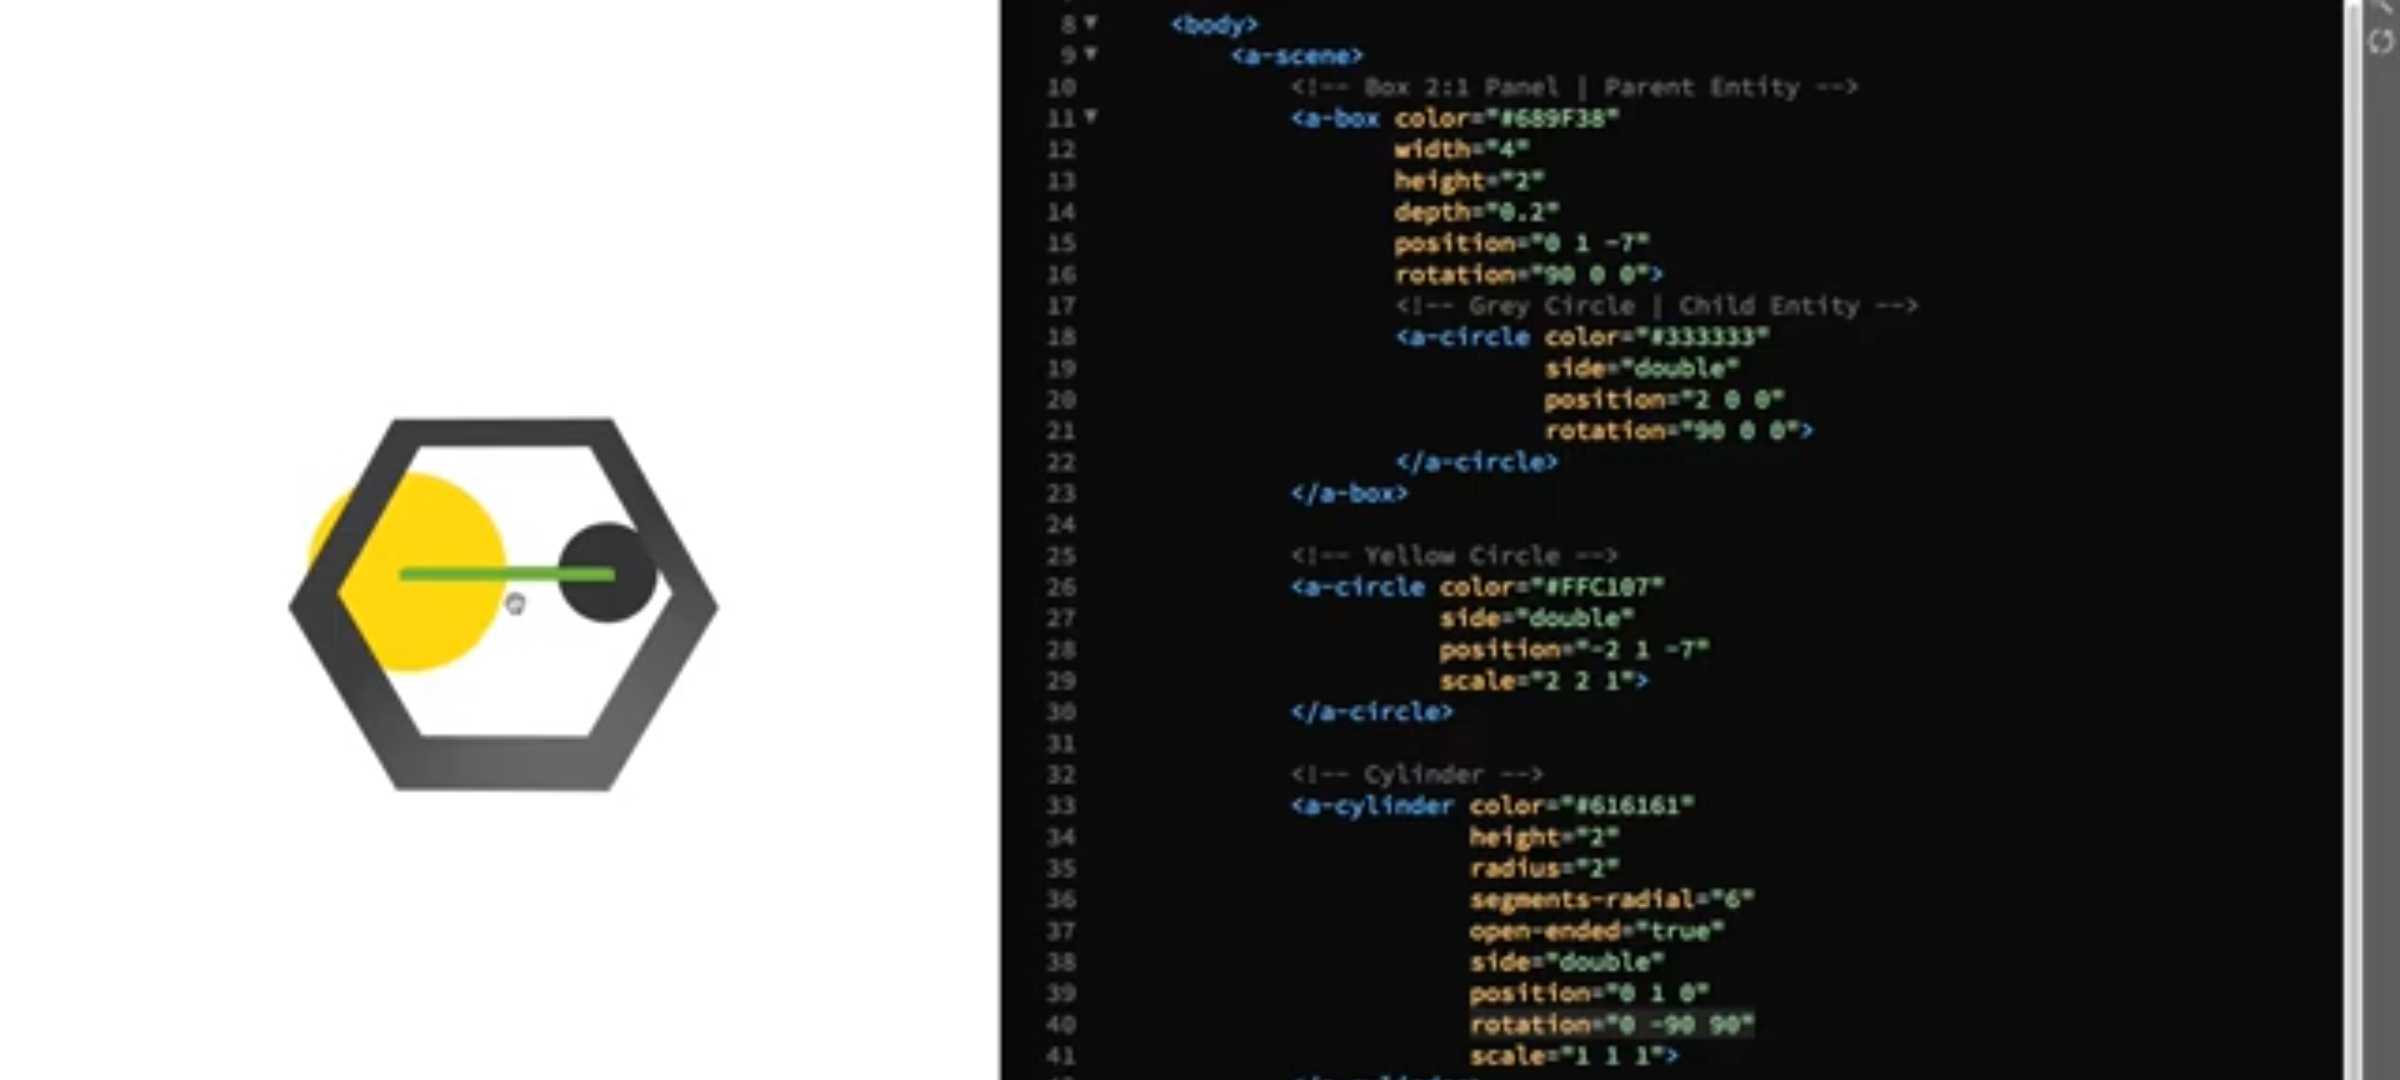 8 <body>
9 <a-scene>
10 <!-- Box 2:1 Panel | Parent Entity -->
11 <a-box color="#689F38"
12 width="4"
13 height="2"
14 depth="0.2"
15 position="0 1 -7"
16 rotation="90 0 0">
17 <!-- Grey Circle | Child Entity -->
18 <a-circle color="#333333"
19 side="double"
20 position="2 0 0"
21 rotation="90 0 0">
22 </a-circle>
23 </a-box>
24
25 <!-- Yellow Circle -->
26 <a-circle color="#FFC107"
27 side="double"
28 position="-2 1 -7"
29 scale="2 2 1">
30 </a-circle>
31
32 <!-- Cylinder -->
33 <a-cylinder color="#616161"
34 height="2"
35 radius="2"
36 segments-radial="6"
37 open-ended="true"
38 side="double"
39 position="0 1 0"
40 rotation="0 -90 90"
41 scale="1 1 1">